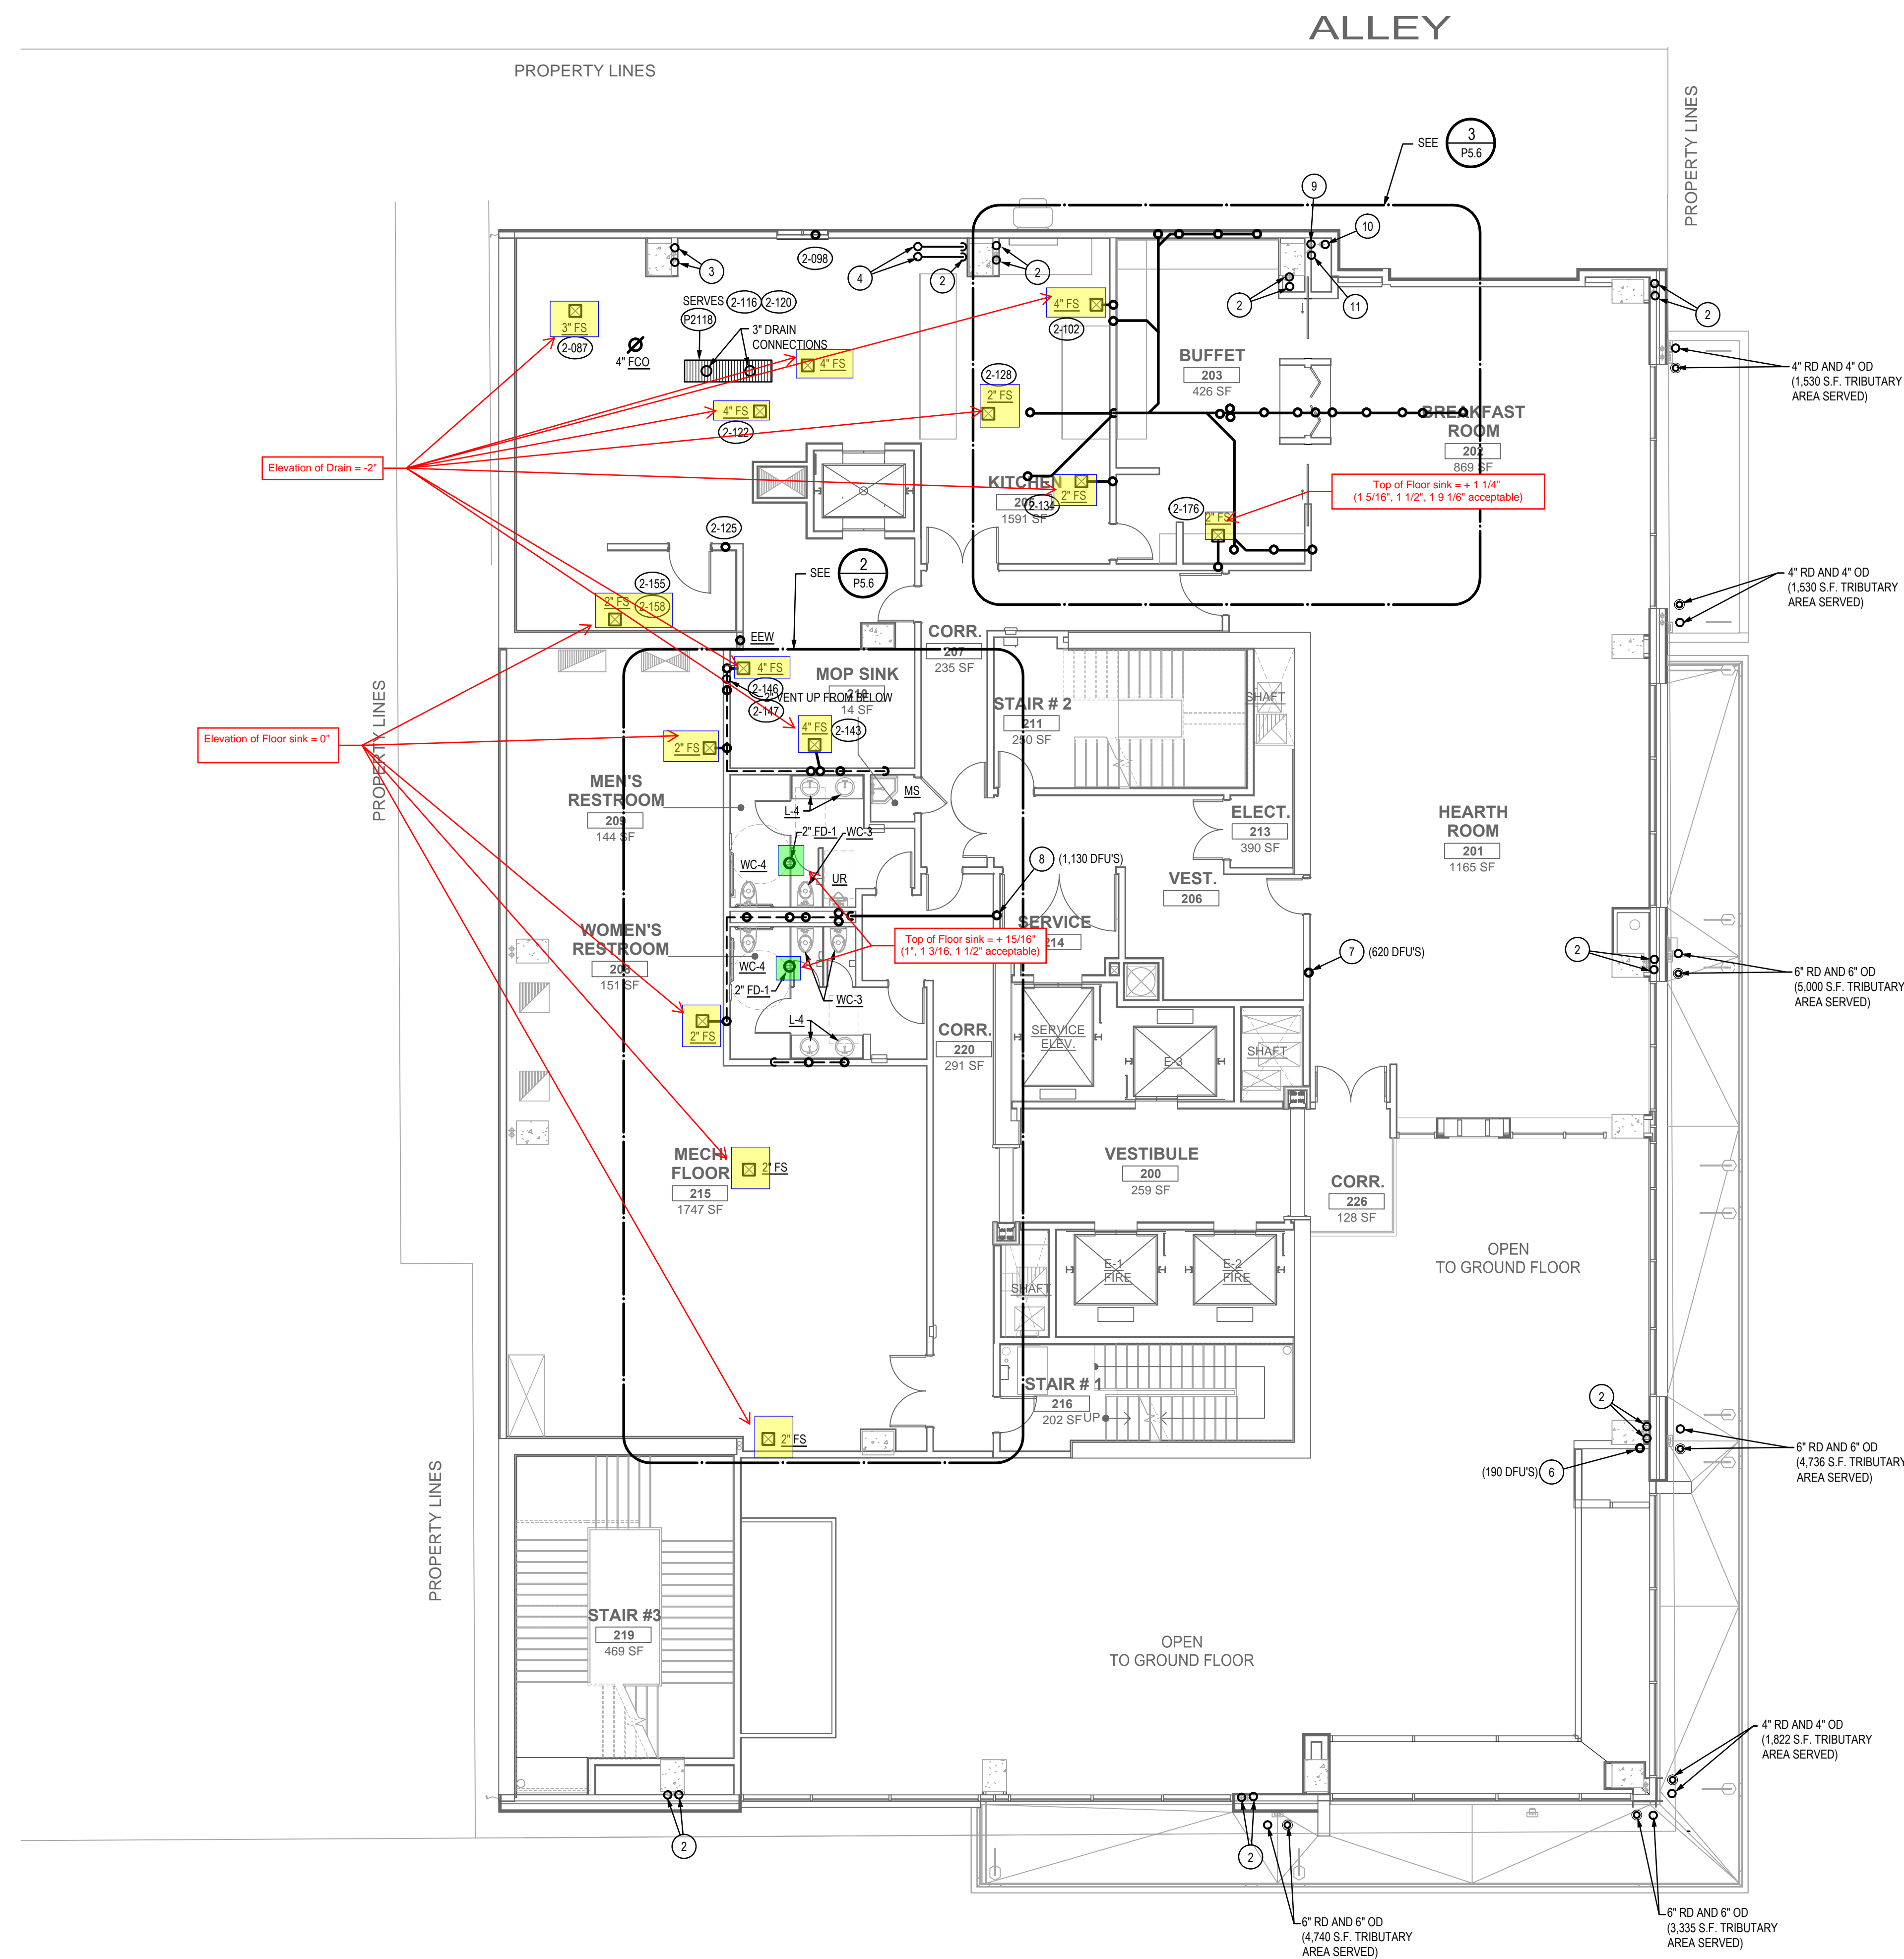 ALLEY
PROPERTY LINES
PROPERTY LINES
SEE
3
P5.6
9
10
11
2-098
3
4
2
2
2
2
SERVES
2-116
2-120
P2118
3" DRAIN
CONNECTIONS
3" FS
2-087
4" FCO
4" FS
4" FS
2-122
4" FS
2-102
2-128
2" FS
BUFFET
203
426 SF
BREAKFAST
ROOM
202
869 SF
4" RD AND 4" OD
(1,530 S.F. TRIBUTARY
AREA SERVED)
Elevation of Drain = -2"
KITCHEN
205
1591 SF
2" FS
2-134
2-176
2" FS
Top of Floor sink = + 1 1/4"
(1 5/16", 1 1/2", 1 9 1/6" acceptable)
2-125
SEE
2
P5.6
2-155
2" FS
2-158
EEW
4" RD AND 4" OD
(1,530 S.F. TRIBUTARY
AREA SERVED)
CORR.
207
235 SF
4" FS
2-146
2" VENT UP FROM BELOW
2-147
MOP SINK
210
14 SF
4" FS
2-143
STAIR # 2
211
250 SF
SHAFT
PROPERTY LINES
Elevation of Floor sink = 0"
2" FS
MEN'S
RESTROOM
209
144 SF
L-4
MS
2" FD-1
WC-3
WC-4
UR
ELECT.
213
390 SF
HEARTH
ROOM
201
1165 SF
8
(1,130 DFU'S)
VEST.
206
SERVICE
214
WOMEN'S
RESTROOM
208
151 SF
Top of Floor sink = + 15/16"
(1", 1 3/16, 1 1/2" acceptable)
WC-4
2" FD-1
WC-3
L-4
2" FS
7
(620 DFU'S)
2
6" RD AND 6" OD
(5,000 S.F. TRIBUTARY
AREA SERVED)
CORR.
220
291 SF
SERVICE
ELEV.
E-3
SHAFT
MECH
FLOOR
215
1747 SF
2" FS
VESTIBULE
200
259 SF
CORR.
226
128 SF
OPEN
TO GROUND FLOOR
E-1
FIRE
E-2
FIRE
SHAFT
STAIR # 1
216
202 SF
UP
2" FS
2
(190 DFU'S)
6
6" RD AND 6" OD
(4,736 S.F. TRIBUTARY
AREA SERVED)
PROPERTY LINES
STAIR #3
219
469 SF
OPEN
TO GROUND FLOOR
4" RD AND 4" OD
(1,822 S.F. TRIBUTARY
AREA SERVED)
2
2
6" RD AND 6" OD
(4,740 S.F. TRIBUTARY
AREA SERVED)
6" RD AND 6" OD
(3,335 S.F. TRIBUTARY
AREA SERVED)